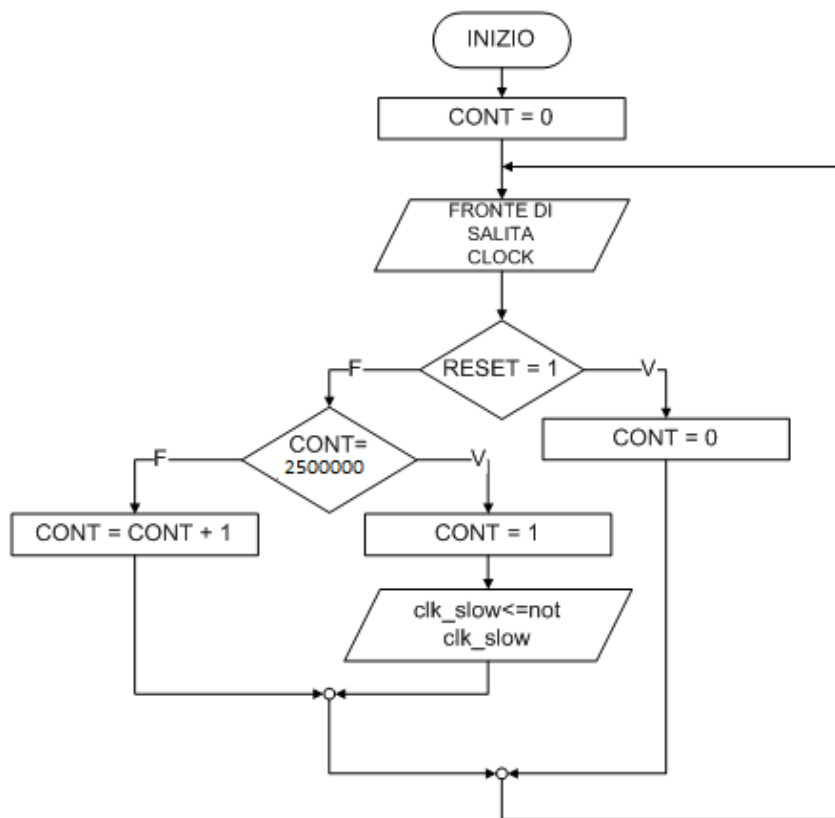 INIZIO
CONT = 0
FRONTE DI
SALITA
CLOCK
F
RESET = 1
V
CONT = 0
F
CONT=
2500000
V
CONT = CONT + 1
CONT = 1
clk_slow<=not
clk_slow